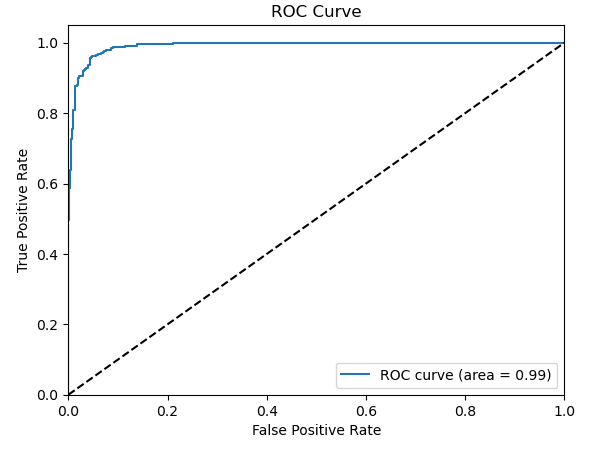 ROC Curve
1.0
0.8
0.6
0.4
0.2
0.0
True Positive Rate
ROC curve (area = 0.99)
0.0 0.2 0.4 0.6 0.8 1.0
False Positive Rate